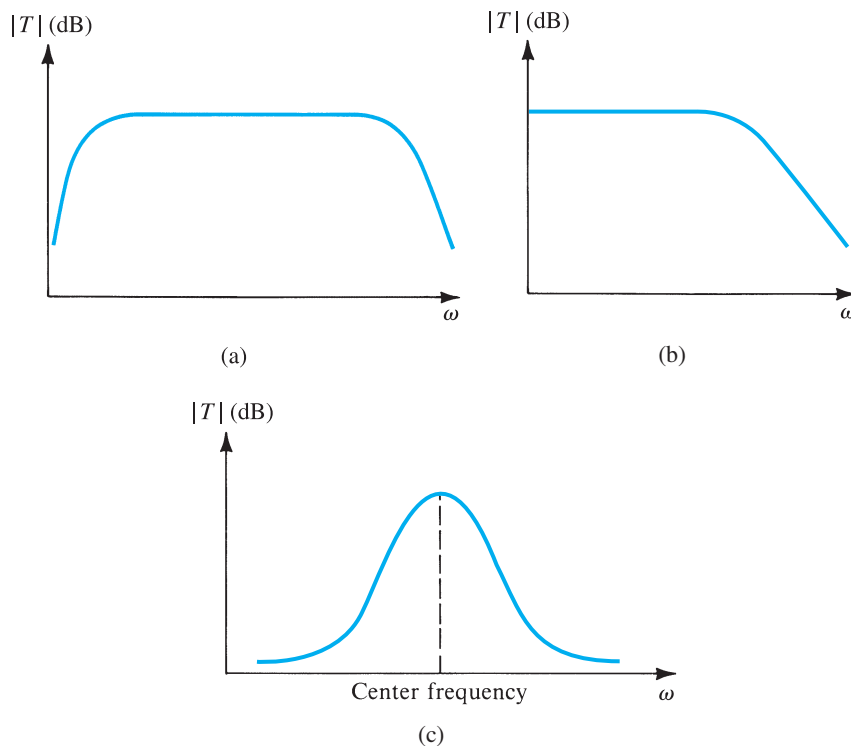 |T| (dB)
|T| (dB)
ω
ω
(a)
(b)
|T| (dB)
Center frequency
ω
(c)